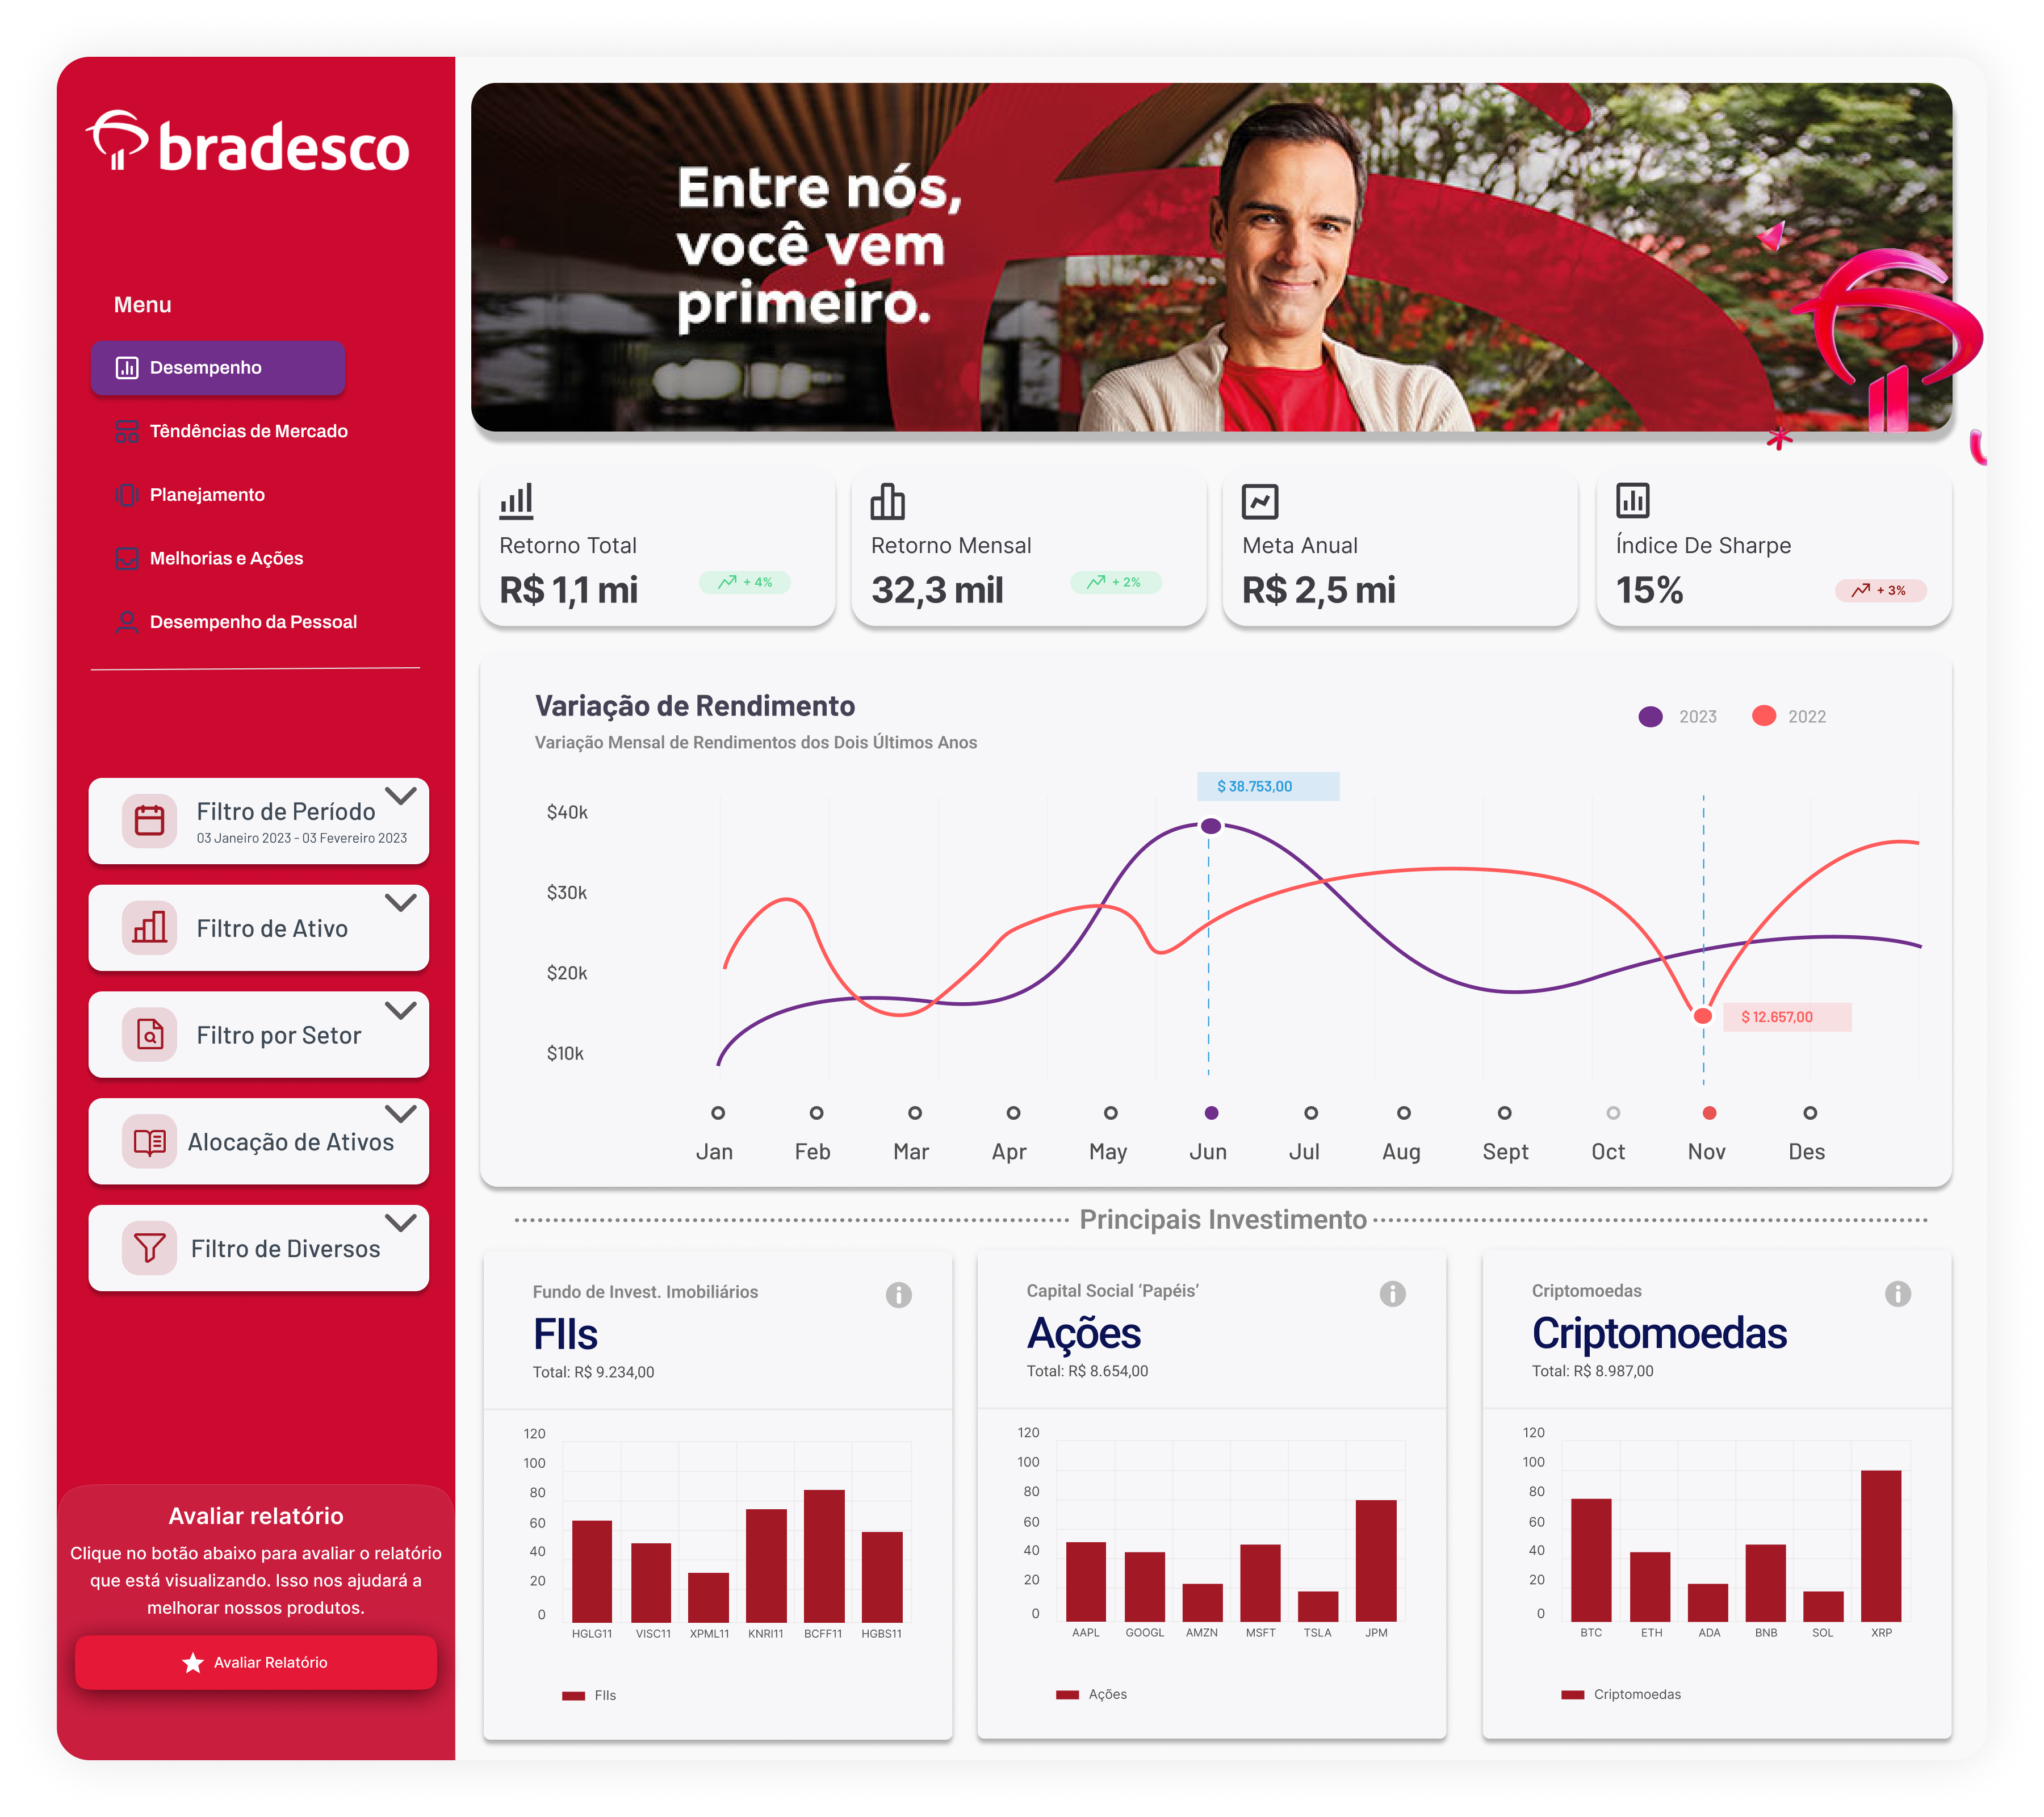 bradesco
Menu
Desempenho
Têndências de Mercado
Planejamento
Melhorias e Ações
Desempenho da Pessoal
Filtro de Período
03 Janeiro 2023 - 03 Fevereiro 2023
Filtro de Ativo
Filtro por Setor
Alocação de Ativos
Filtro de Diversos
Avaliar relatório
Clique no botão abaixo para avaliar o relatório
que está visualizando. Isso nos ajudará a
melhorar nossos produtos.
Avaliar Relatório
Entre nós,
você vem
primeiro.
Retorno Total
R$ 1,1 mi
+ 4%
Retorno Mensal
32,3 mil
+ 2%
Meta Anual
R$ 2,5 mi
Índice De Sharpe
15%
+ 3%
Variação de Rendimento
Variação Mensal de Rendimentos dos Dois Últimos Anos
2023
2022
$ 38.753,00
$40k
$30k
$20k
$10k
$ 12.657,00
Jan Feb Mar Apr May Jun Jul Aug Sept Oct Nov Des
Principais Investimento
Fundo de Invest. Imobiliários
FIIs
Total: R$ 9.234,00
120
100
80
60
40
20
0
HGLG11 VISC11 XPML11 KNRI11 BCFF11 HGBS11
FIIs
Capital Social ‘Papéis’
Ações
Total: R$ 8.654,00
120
100
80
60
40
20
0
AAPL GOOGL AMZN MSFT TSLA JPM
Ações
Criptomoedas
Criptomoedas
Total: R$ 8.987,00
120
100
80
60
40
20
0
BTC ETH ADA BNB SOL XRP
Criptomoedas